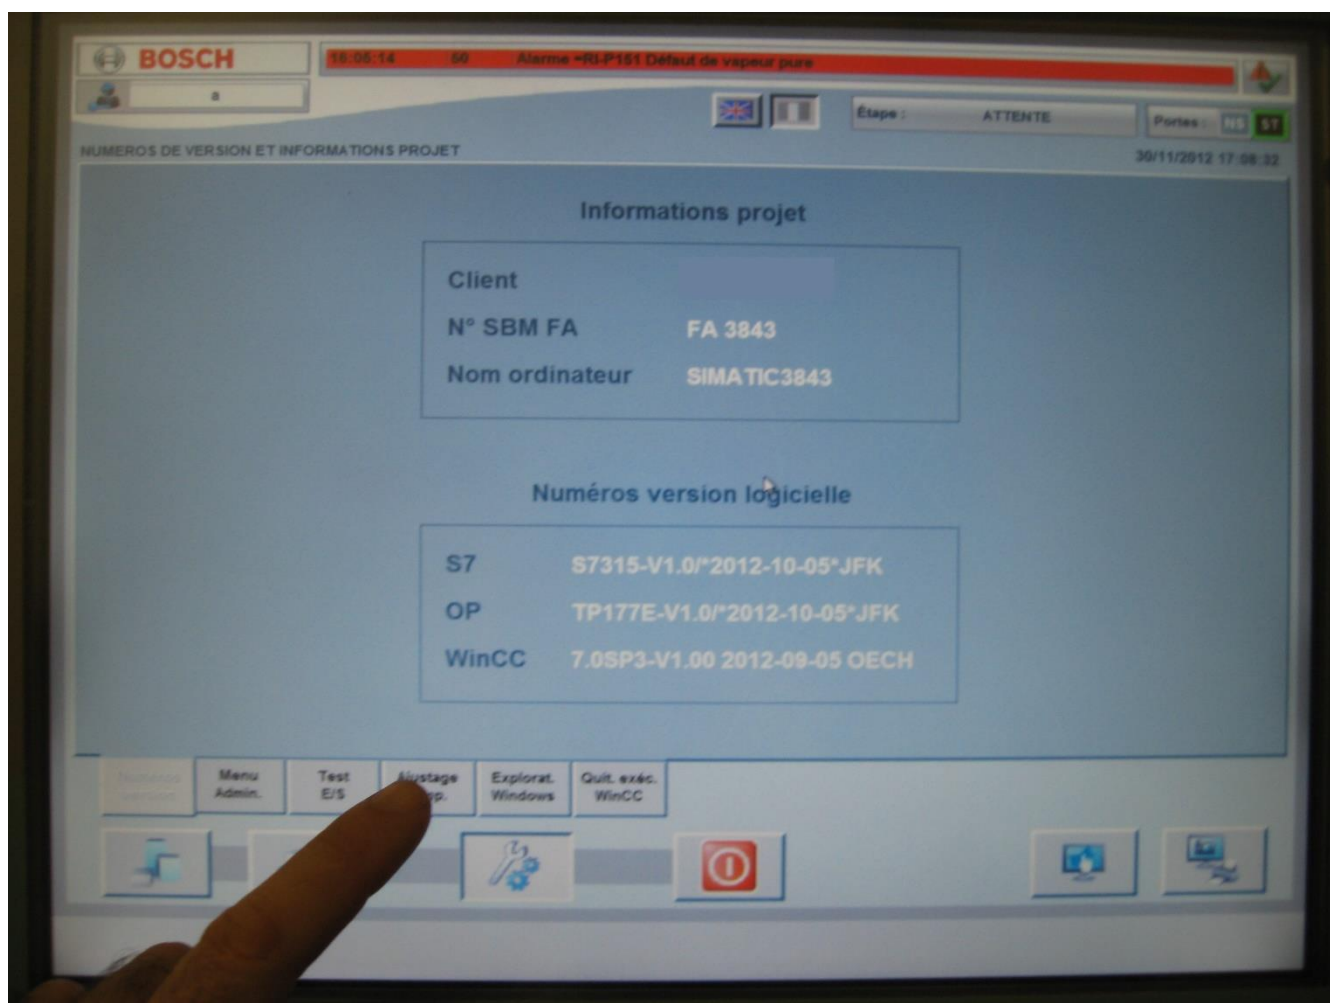 BOSCH
16:05:14 50 Alarme =RI-P151 Défaut de vapeur pure
a
Étape : ATTENTE
Portes : NS ST
NUMEROS DE VERSION ET INFORMATIONS PROJET
30/11/2012 17:08:32
Informations projet
Client
N° SBM FA FA 3843
Nom ordinateur SIMATIC3843
Numéros version logicielle
S7 S7315-V1.0/*2012-10-05*JFK
OP TP177E-V1.0/*2012-10-05*JFK
WinCC 7.0SP3-V1.00 2012-09-05 OECH
Menu Test Ajustage Explorat. Quit. exéc.
Admin. E/S Windows WinCC